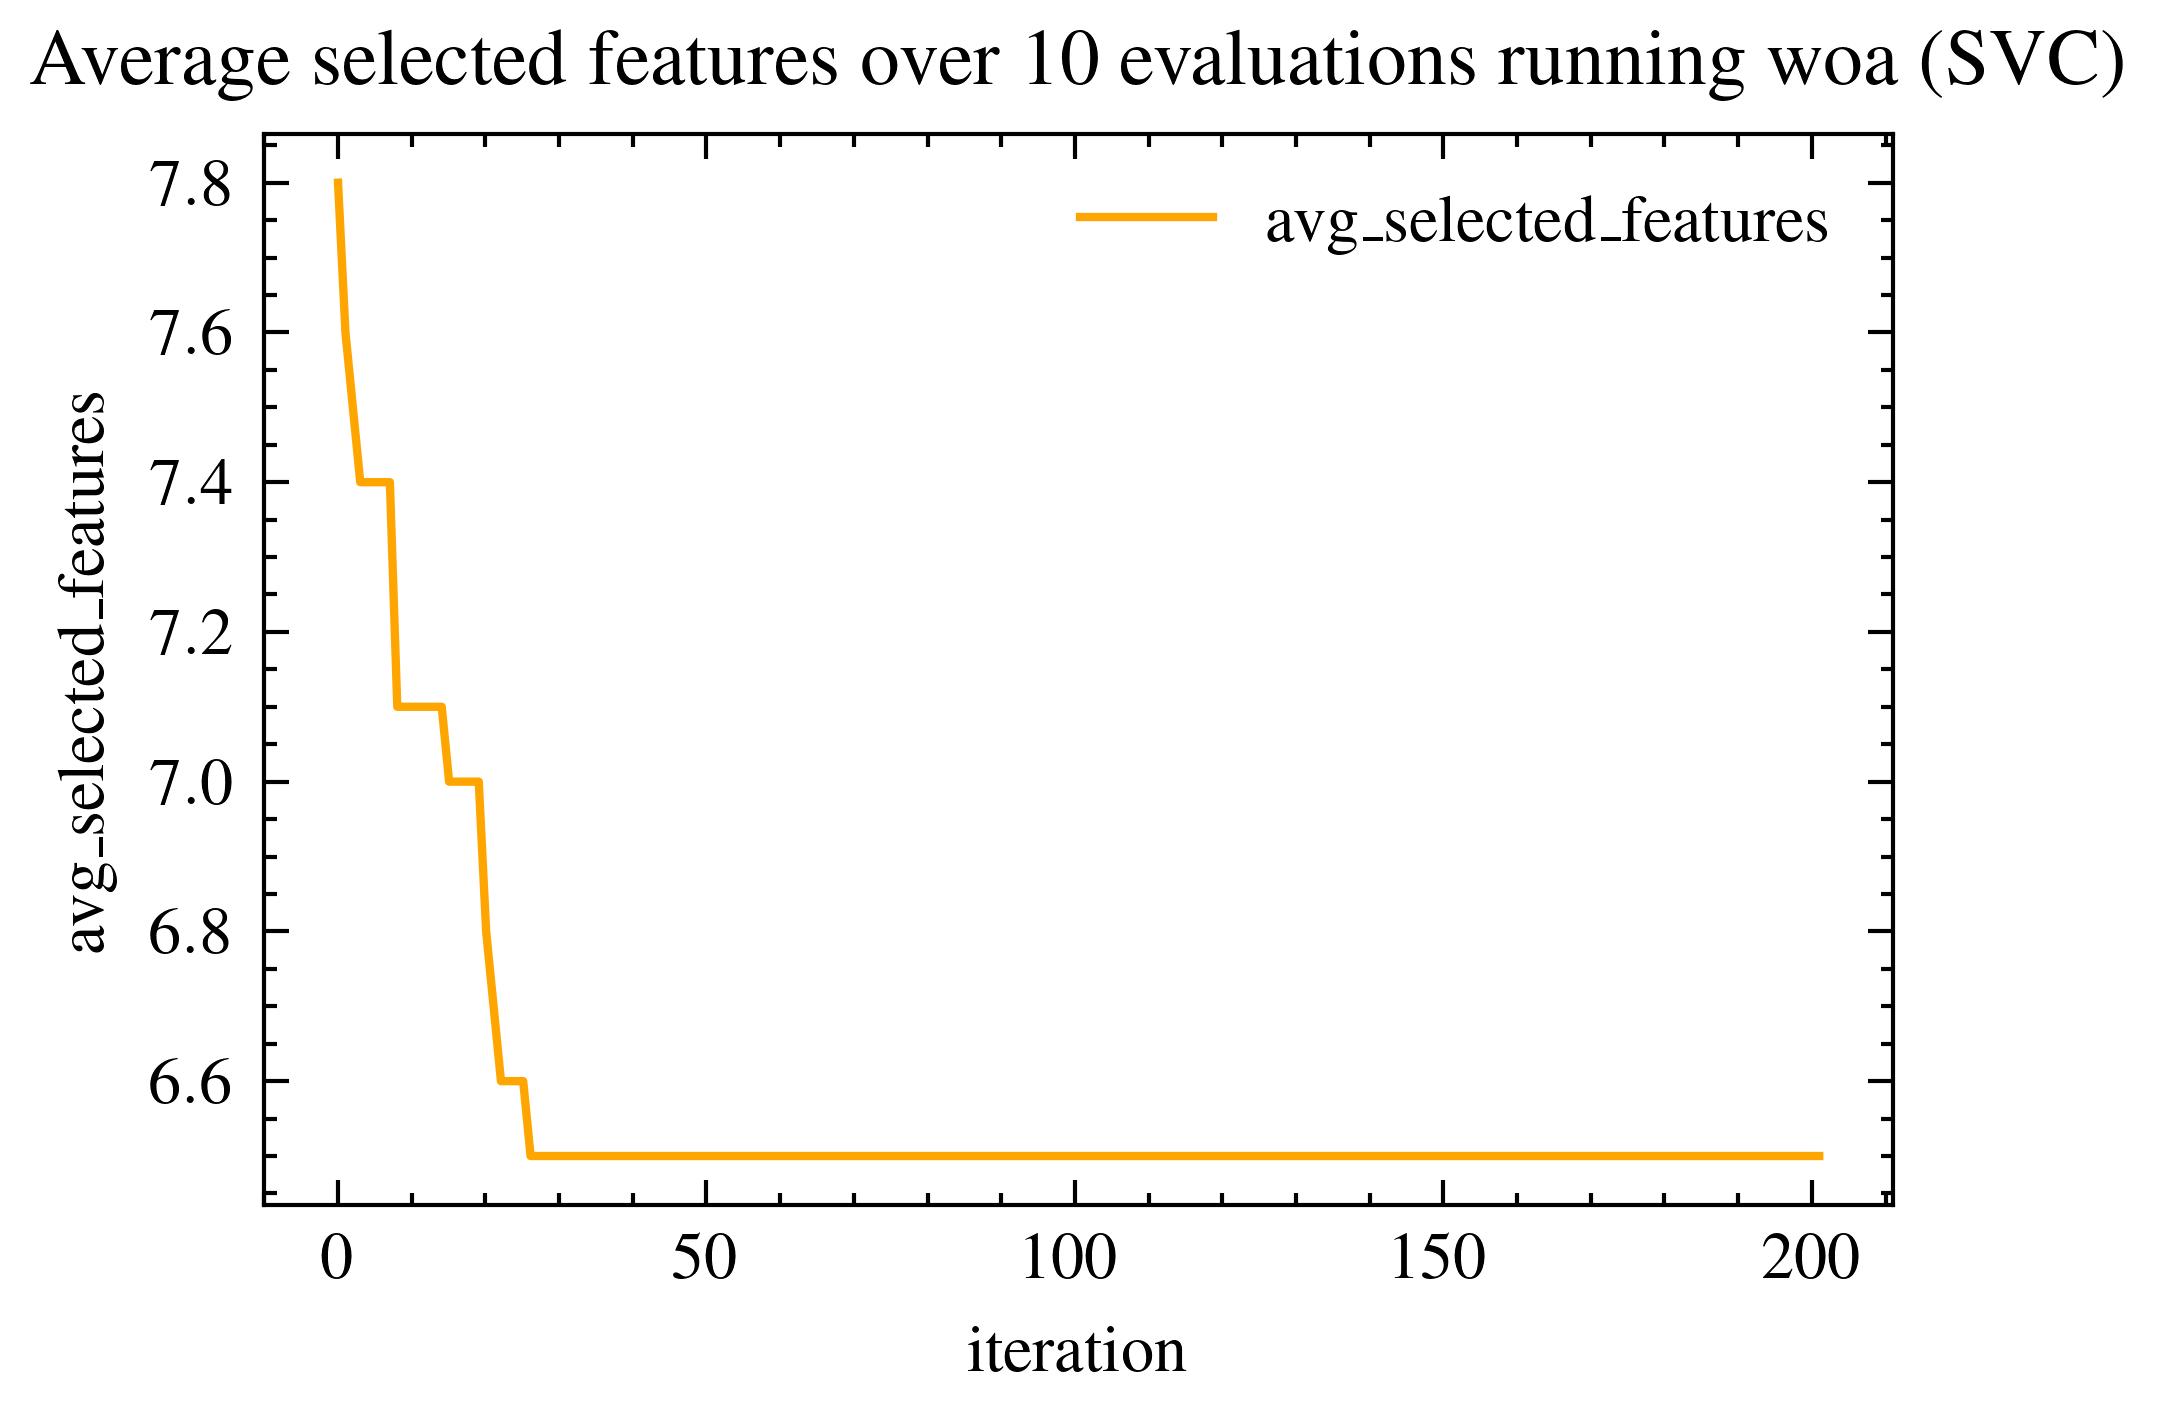 Average selected features over 10 evaluations running woa (SVC)
avg_selected_features
7.8
7.6
7.4
7.2
7.0
6.8
6.6
avg_selected_features
0 50 100 150 200
iteration